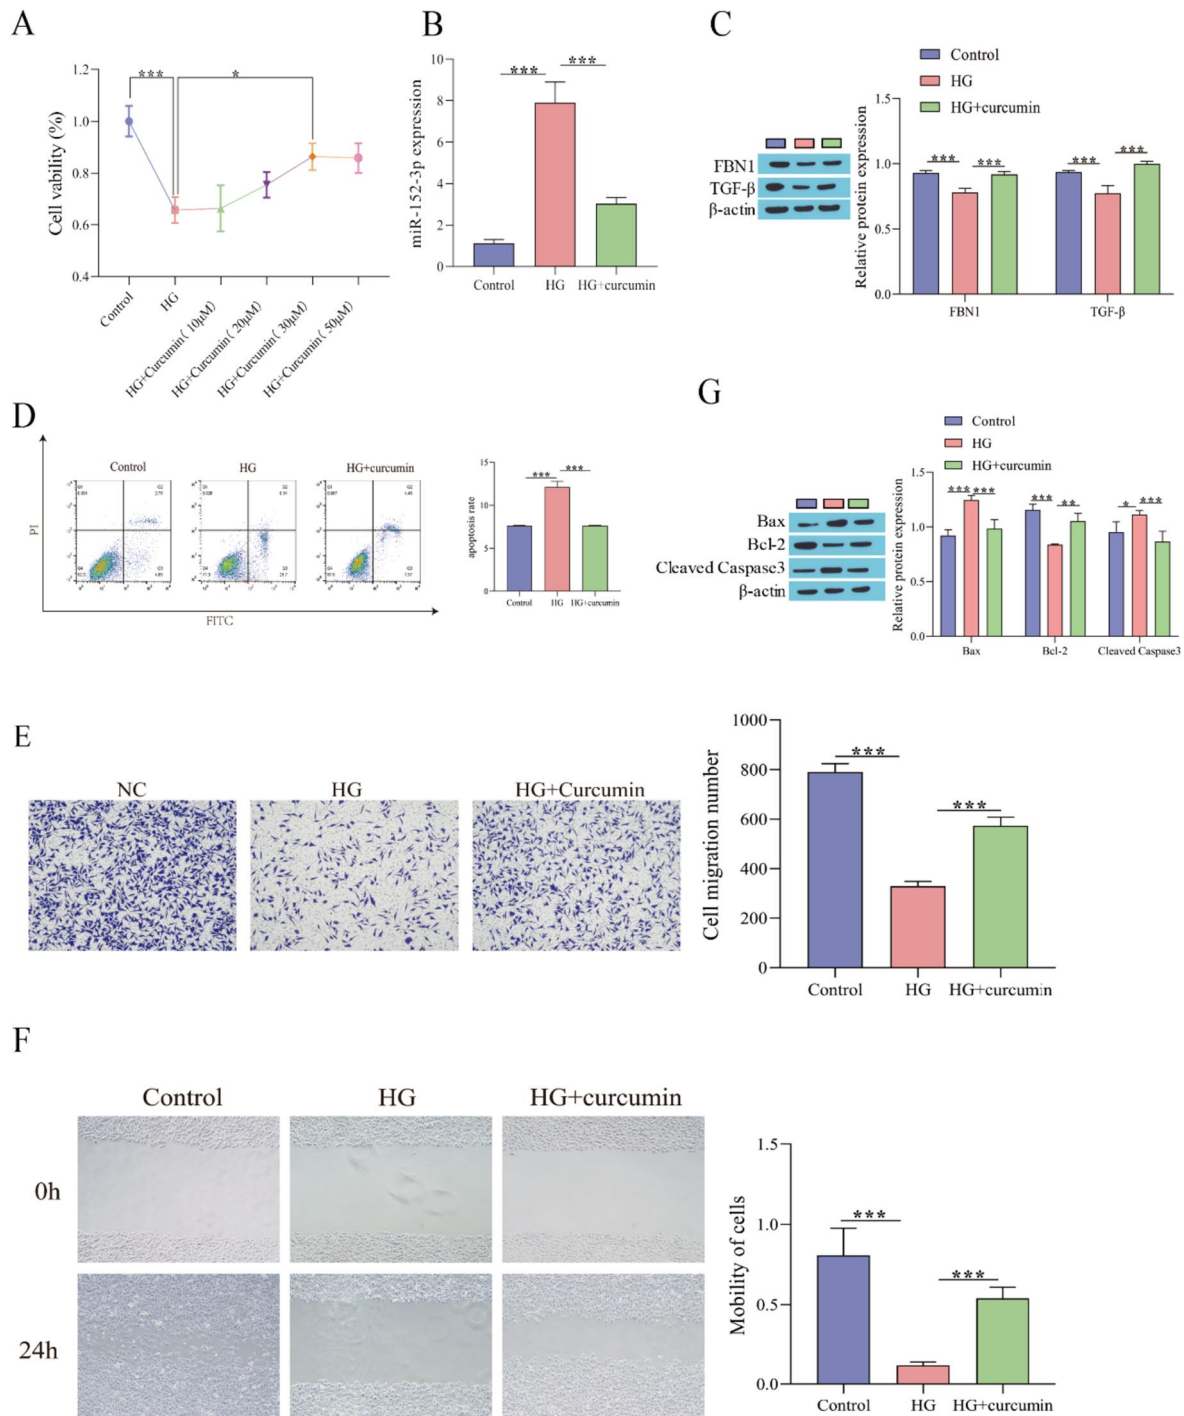 A
Cell vability (%)
1.2
1.0
0.8
0.6
0.4
***
*
Control
HG
HG+Curcumin( 10μM)
HG+Curcumin( 20μM)
HG+Curcumin( 30μM)
HG+Curcumin( 50μM)
B
miR-152-3p expression
10
8
6
4
2
0
*** ***
Control HG HG+curcumin
C
Control
HG
HG+curcumin
FBN1
TGF-β
β-actin
Relative protein expression
1.5
1.0
0.5
0.0
*** *** *** ***
FBN1 TGF-β
D
PI
Control HG HG+curcumin
FITC
apoptosis rate
15
10
5
0
*** ***
Control HG HG+curcumin
G
Control
HG
HG+curcumin
Bax
Bcl-2
Cleaved Caspase3
β-actin
Relative protein expression
1.5
1.0
0.5
0.0
*** *** *** ** * ***
Bax Bcl-2 Cleaved Caspase3
E
NC HG HG+Curcumin
Cell migration number
1000
800
600
400
200
0
*** ***
Control HG HG+curcumin
F
Control HG HG+curcumin
0h
24h
Mobility of cells
1.5
1.0
0.5
0.0
*** ***
Control HG HG+curcumin